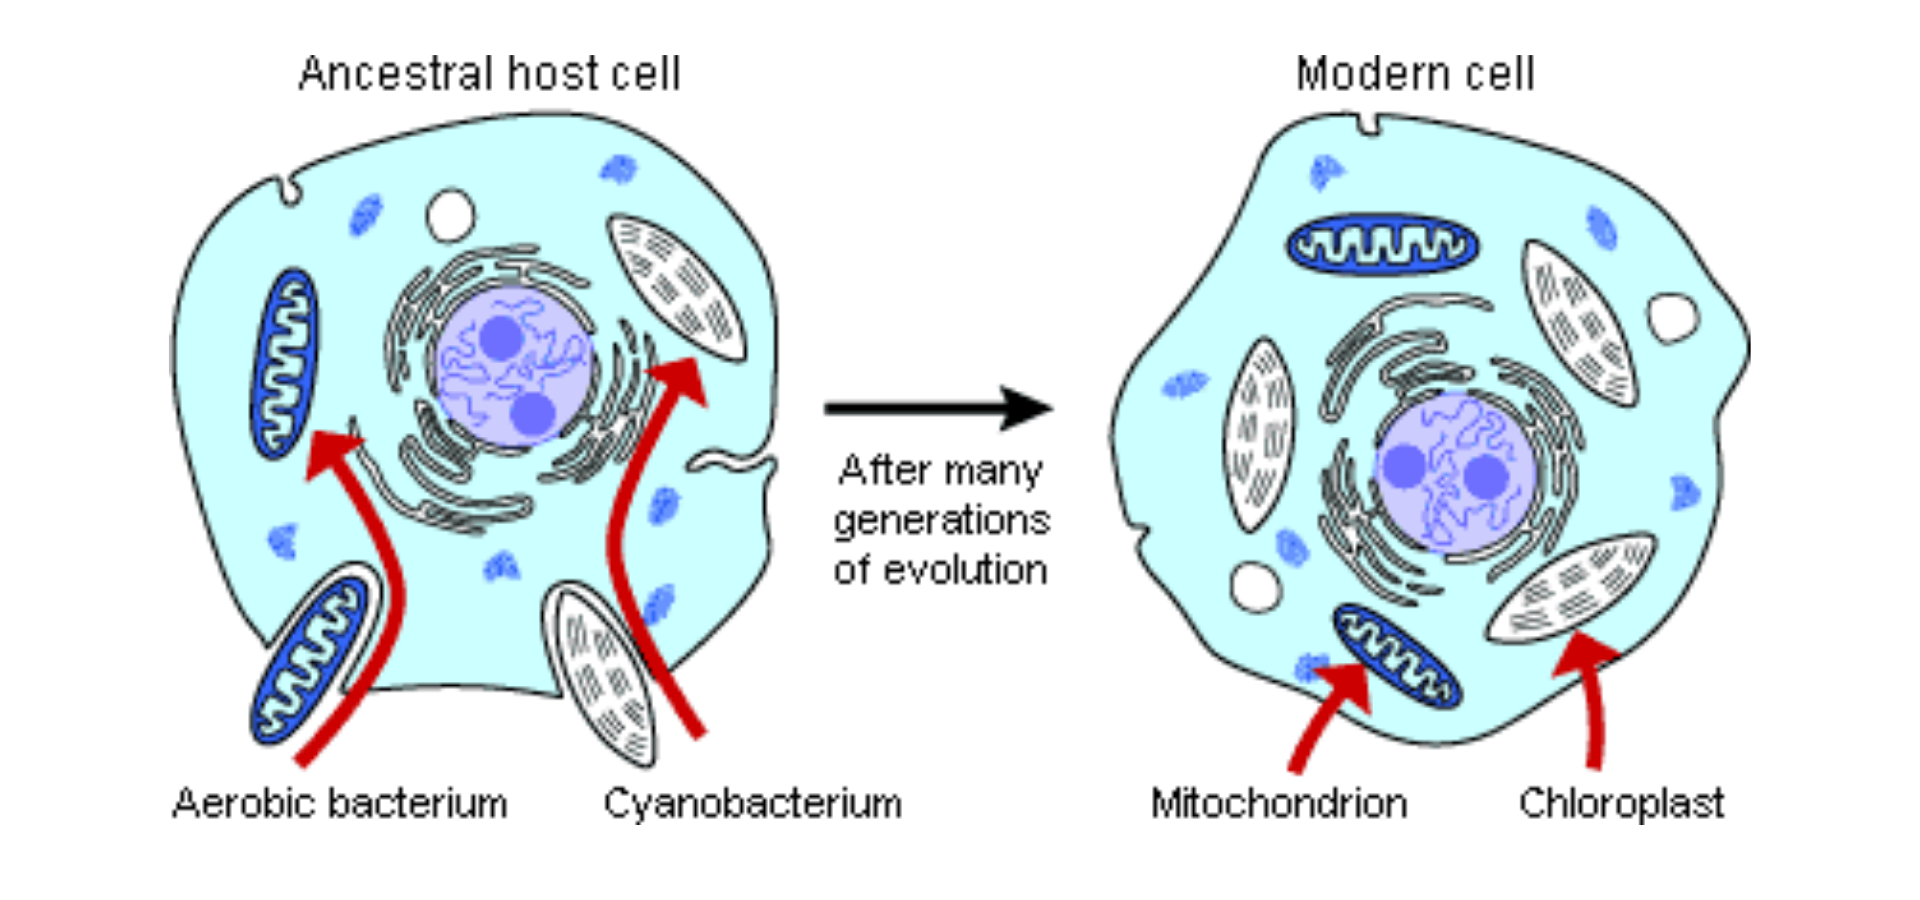 Ancestral host cell
Modern cell
After many
generations
of evolution
Aerobic bacterium
Cyanobacterium
Mitochondrion
Chloroplast